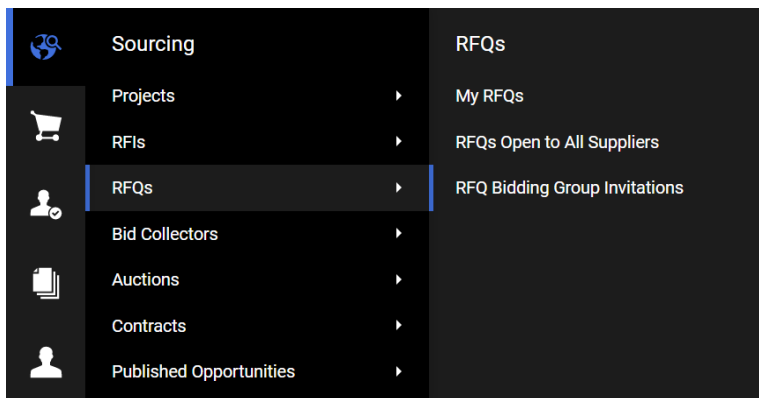 Sourcing
Projects
RFIs
RFQs
Bid Collectors
Auctions
Contracts
Published Opportunities
RFQs
My RFQs
RFQs Open to All Suppliers
RFQ Bidding Group Invitations